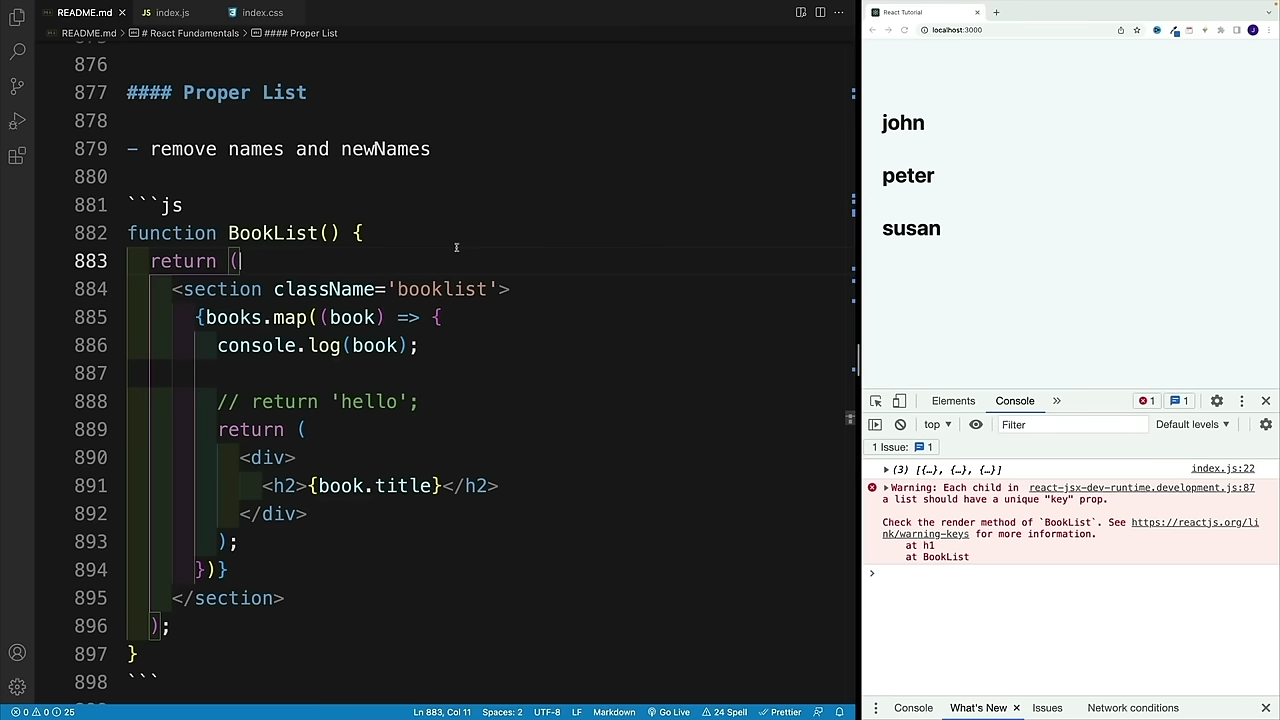 README.md
index.js
index.css
README.md > # React Fundamentals > #### Proper List
876
877 #### Proper List
878
879 - remove names and newNames
880
881 ```js
882 function BookList() {
883 return (
884 <section className='booklist'>
885 {books.map((book) => {
886 console.log(book);
887
888 // return 'hello';
889 return (
890 <div>
891 <h2>{book.title}</h2>
892 </div>
893 );
894 })}
895 </section>
896 );
897 }
898 ```
0 0 25
Ln 883, Col 11
Spaces: 2
UTF-8
LF
Markdown
Go Live
24 Spell
Prettier
React Tutorial
localhost:3000
J
john
peter
susan
Elements
Console
1
1
top
Filter
Default levels
1 Issue: 1
(3) [{…}, {…}, {…}]
index.js:22
Warning: Each child in react-jsx-dev-runtime.development.js:87
a list should have a unique "key" prop.
Check the render method of `BookList`. See https://reactjs.org/li
nk/warning-keys for more information.
at h1
at BookList
Console
What's New
Issues
Network conditions